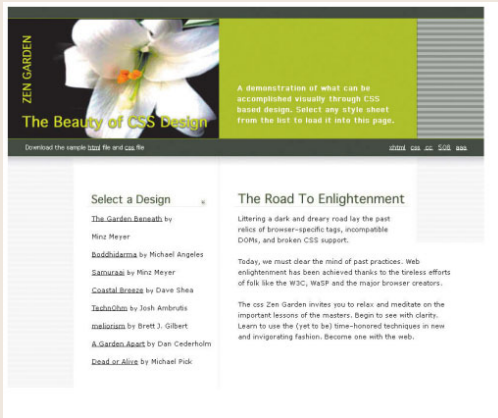 ZEN GARDEN
The Beauty of CSS Design
A demonstration of what can be
accomplished visually through CSS
based design. Select any style sheet
from the list to load it into this page.
Download the sample html file and css file
xhtml css cc 508 aaa
Select a Design
The Garden Beneath by
Minz Meyer
Boddhidarma by Michael Angeles
Samuraai by Minz Meyer
Coastal Breeze by Dave Shea
TechnOhm by Josh Ambrutis
meliorism by Brett J. Gilbert
A Garden Apart by Dan Cederholm
Dead or Alive by Michael Pick
The Road To Enlightenment
Littering a dark and dreary road lay the past
relics of browser-specific tags, incompatible
DOMs, and broken CSS support.
Today, we must clear the mind of past practices. Web
enlightenment has been achieved thanks to the tireless efforts
of folk like the W3C, WaSP and the major browser creators.
The css Zen Garden invites you to relax and meditate on the
important lessons of the masters. Begin to see with clarity.
Learn to use the (yet to be) time-honored techniques in new
and invigorating fashion. Become one with the web.